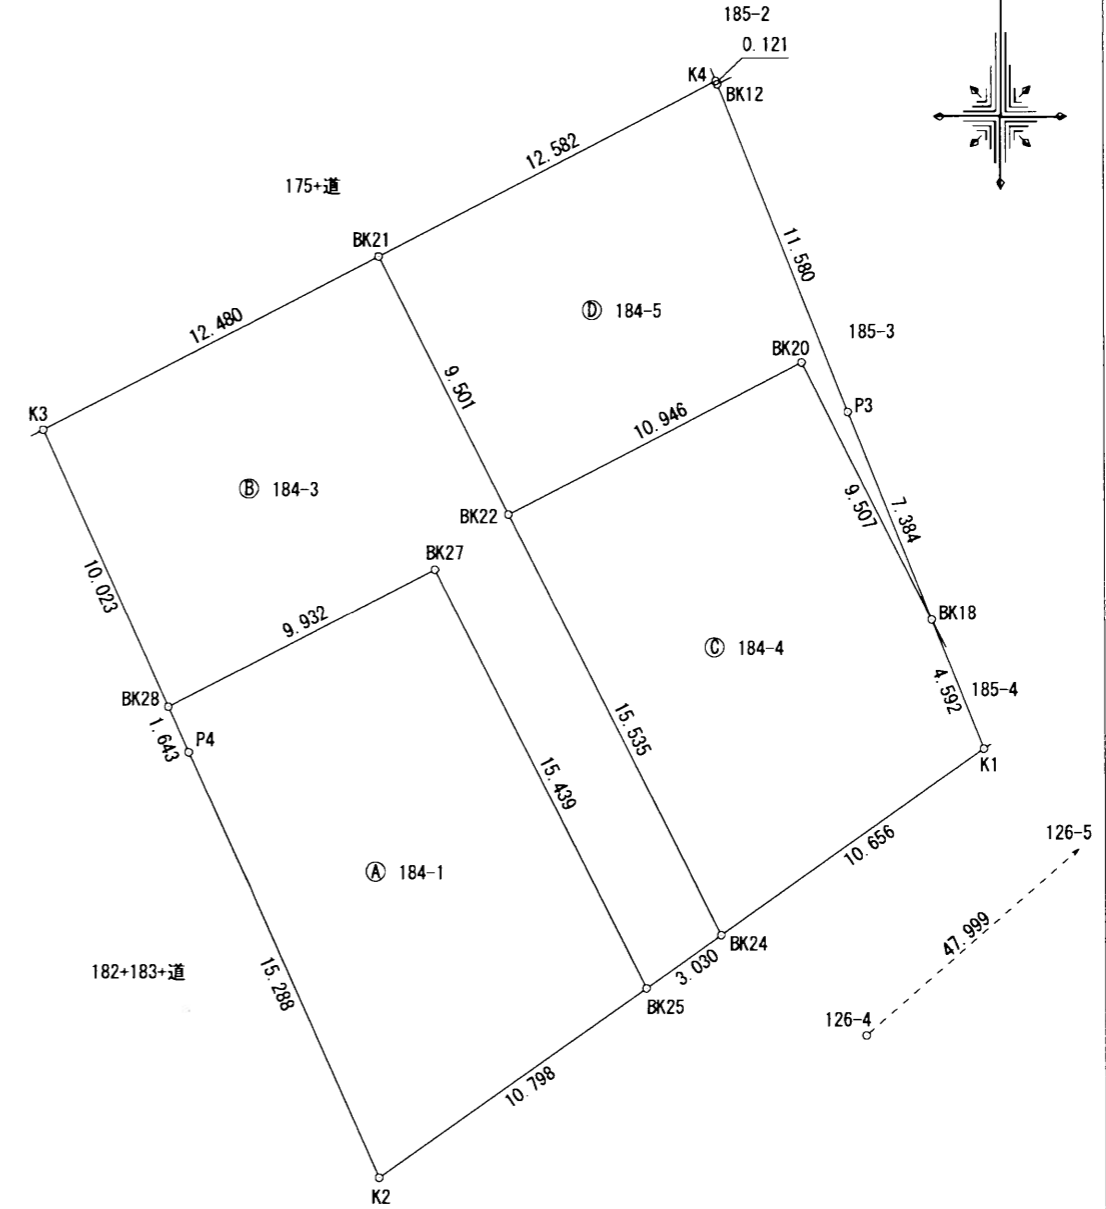 185-2
0.121
K4
BK12
12.582
175+道
BK21
11.580
12.480
Ⓓ 184-5
185-3
BK20
9.501
P3
K3
10.946
Ⓑ 184-3
BK22
9.507
7.384
BK27
10.023
9.932
BK18
Ⓒ 184-4
185-4
4.592
BK28
1.643
P4
15.535
K1
15.439
126-5
10.656
Ⓐ 184-1
47.999
BK24
182+183+道
3.030
15.288
BK25
126-4
10.798
K2